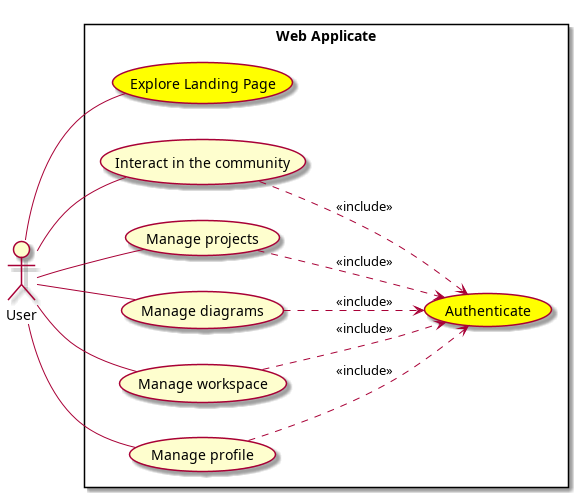 Web Applicate
Explore Landing Page
Interact in the community
«include»
Manage projects
«include»
Manage diagrams
«include»
Authenticate
User
«include»
Manage workspace
«include»
Manage profile